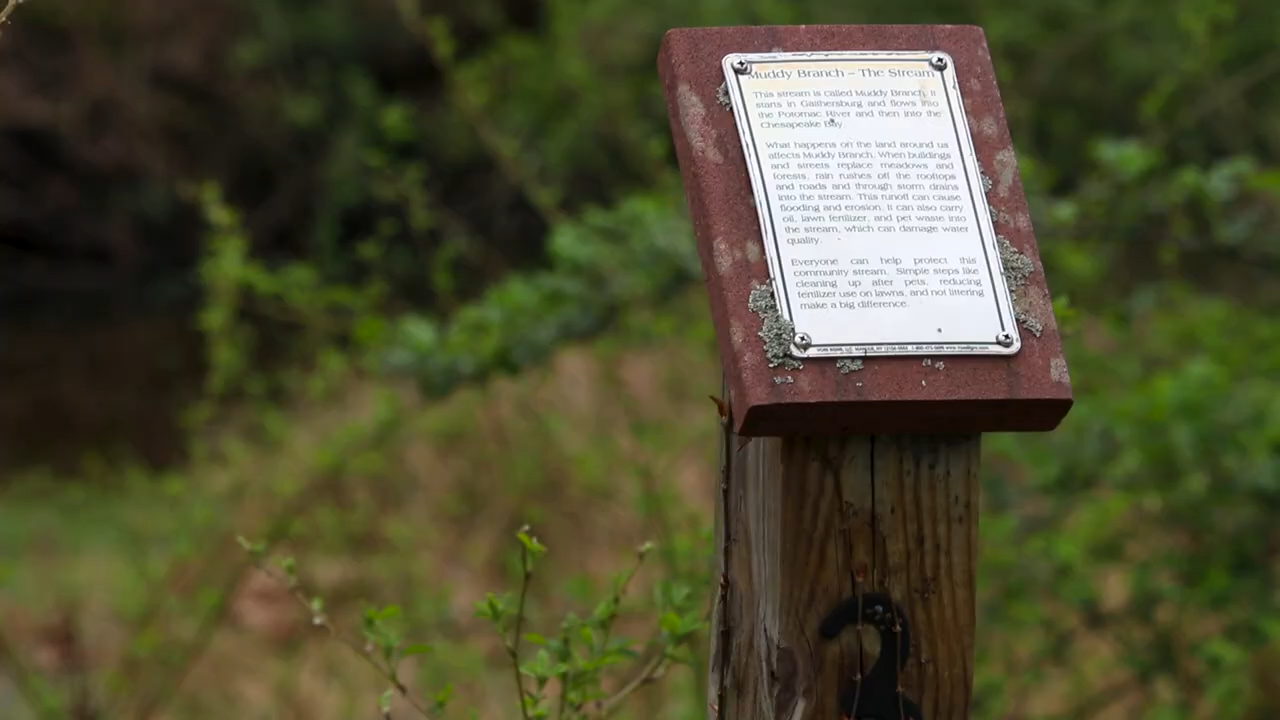 Muddy Branch – The Stream
This stream is called Muddy Branch. It
starts in Gaithersburg and flows into
the Potomac River and then into the
Chesapeake Bay.
What happens on the land around us
affects Muddy Branch. When buildings
and streets replace meadows and
forests, rain rushes off the rooftops
and roads and through storm drains
into the stream. This runoff can cause
flooding and erosion. It can also carry
oil, lawn fertilizer, and pet waste into
the stream, which can damage water
quality.
Everyone can help protect this
community stream. Simple steps like
cleaning up after pets, reducing
fertilizer use on lawns, and not littering
make a big difference.
2